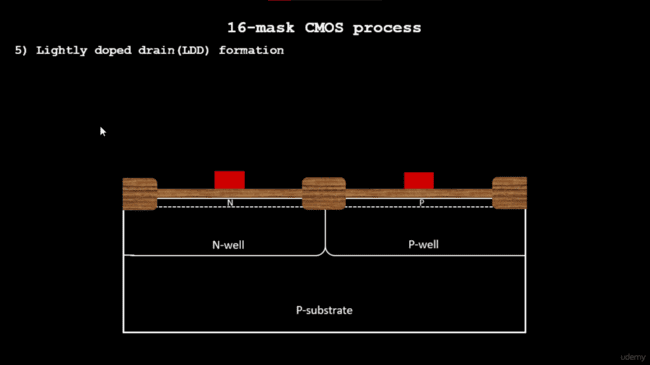 16-mask CMOS process
5) Lightly doped drain(LDD) formation
N
P
N-well
P-well
P-substrate
udemy